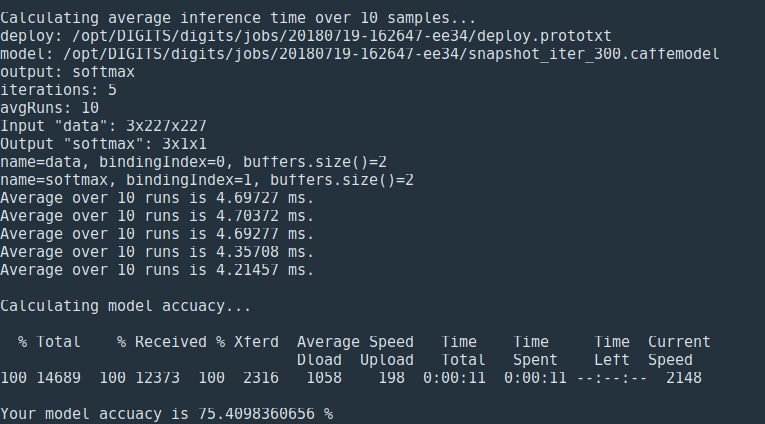 Calculating average inference time over 10 samples...
deploy: /opt/DIGITS/digits/jobs/20180719-162647-ee34/deploy.prototxt
model: /opt/DIGITS/digits/jobs/20180719-162647-ee34/snapshot_iter_300.caffemodel
output: softmax
iterations: 5
avgRuns: 10
Input "data": 3x227x227
Output "softmax": 3x1x1
name=data, bindingIndex=0, buffers.size()=2
name=softmax, bindingIndex=1, buffers.size()=2
Average over 10 runs is 4.69727 ms.
Average over 10 runs is 4.70372 ms.
Average over 10 runs is 4.69277 ms.
Average over 10 runs is 4.35708 ms.
Average over 10 runs is 4.21457 ms.
Calculating model accuacy...
% Total    % Received % Xferd  Average Speed   Time    Time     Time  Current
Dload  Upload   Total   Spent    Left  Speed
100 14689  100 12373  100  2316   1058    198  0:00:11  0:00:11 --:--:--  2148
Your model accuacy is 75.4098360656 %